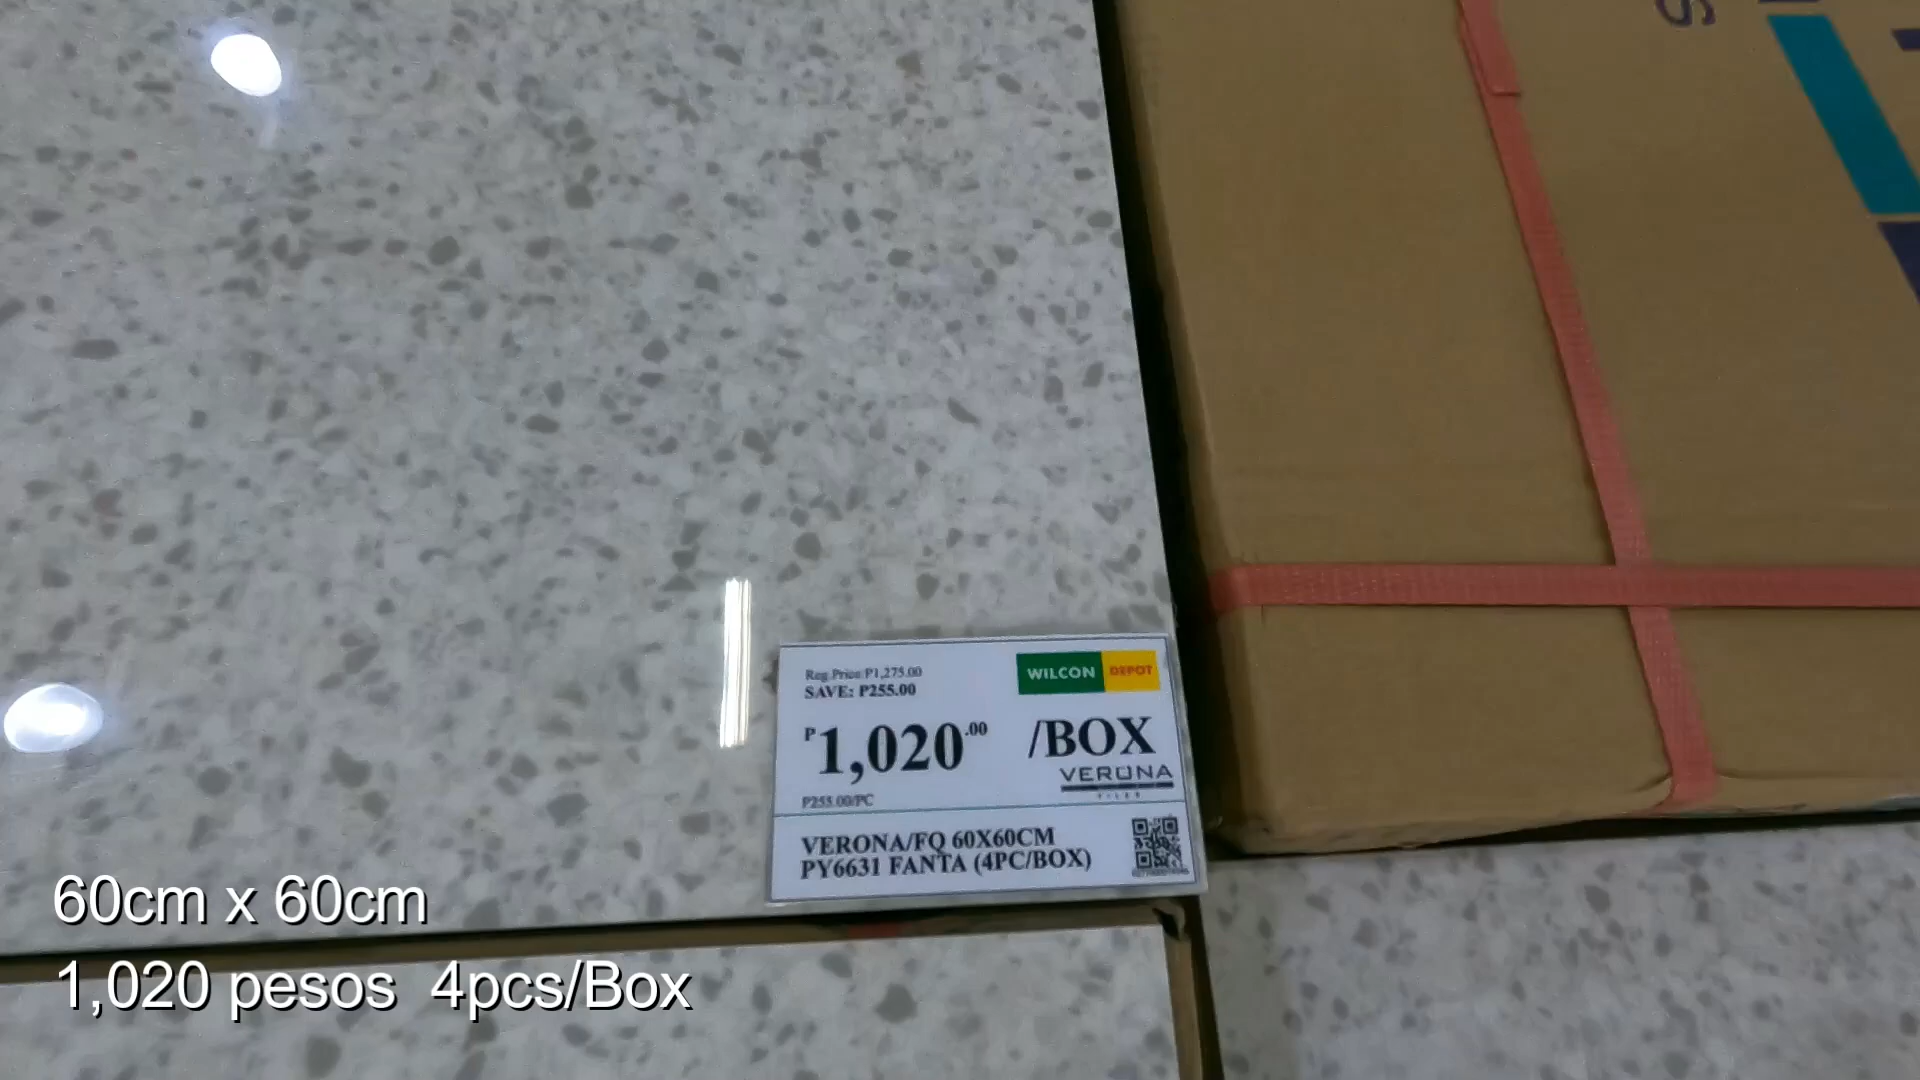 Reg.Price:P1,275.00
SAVE: P255.00
WILCON DEPOT
P1,020.00 /BOX
VERONA
TILES
P255.00/PC
VERONA/FQ 60X60CM
PY6631 FANTA (4PC/BOX)
60cm x 60cm
1,020 pesos 4pcs/Box